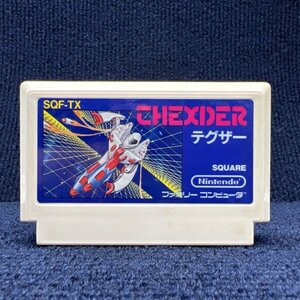 SQF-TX
THEXDER
テグザー
SQUARE
Nintendo
ファミリー コンピュータ